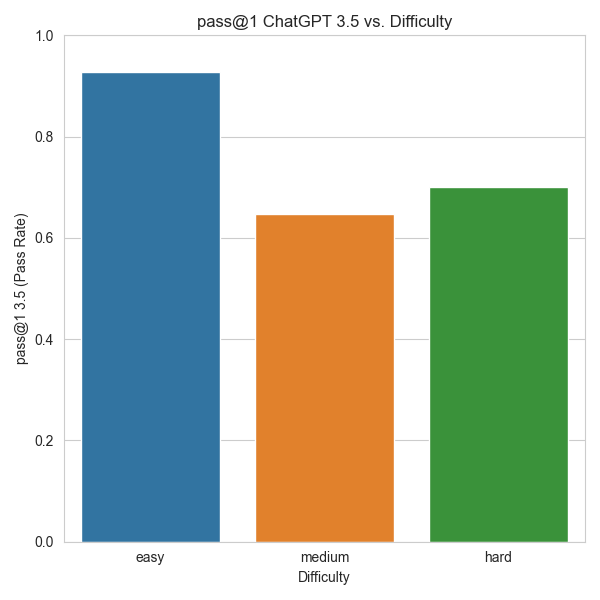 pass@1 ChatGPT 3.5 vs. Difficulty
pass@1 3.5 (Pass Rate)
1.0
0.8
0.6
0.4
0.2
0.0
easy medium hard
Difficulty